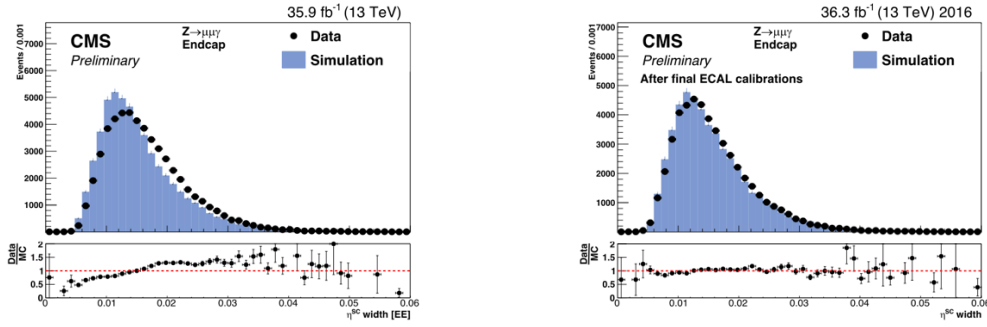 35.9 fb⁻¹ (13 TeV)
Events / 0.001
7000
6000
5000
4000
3000
2000
1000
CMS
Preliminary
Z→μμγ
Endcap
Data
Simulation
Data
MC
2
1.5
1
0.5
0
0
0.01
0.02
0.03
0.04
0.05
0.06
η^SC width [EE]
36.3 fb⁻¹ (13 TeV) 2016
Events / 0.001
7000
6000
5000
4000
3000
2000
1000
CMS
Preliminary
Z→μμγ
Endcap
After final ECAL calibrations
Data
Simulation
Data
MC
2
1.5
1
0.5
0
0
0.01
0.02
0.03
0.04
0.05
0.06
η^SC width